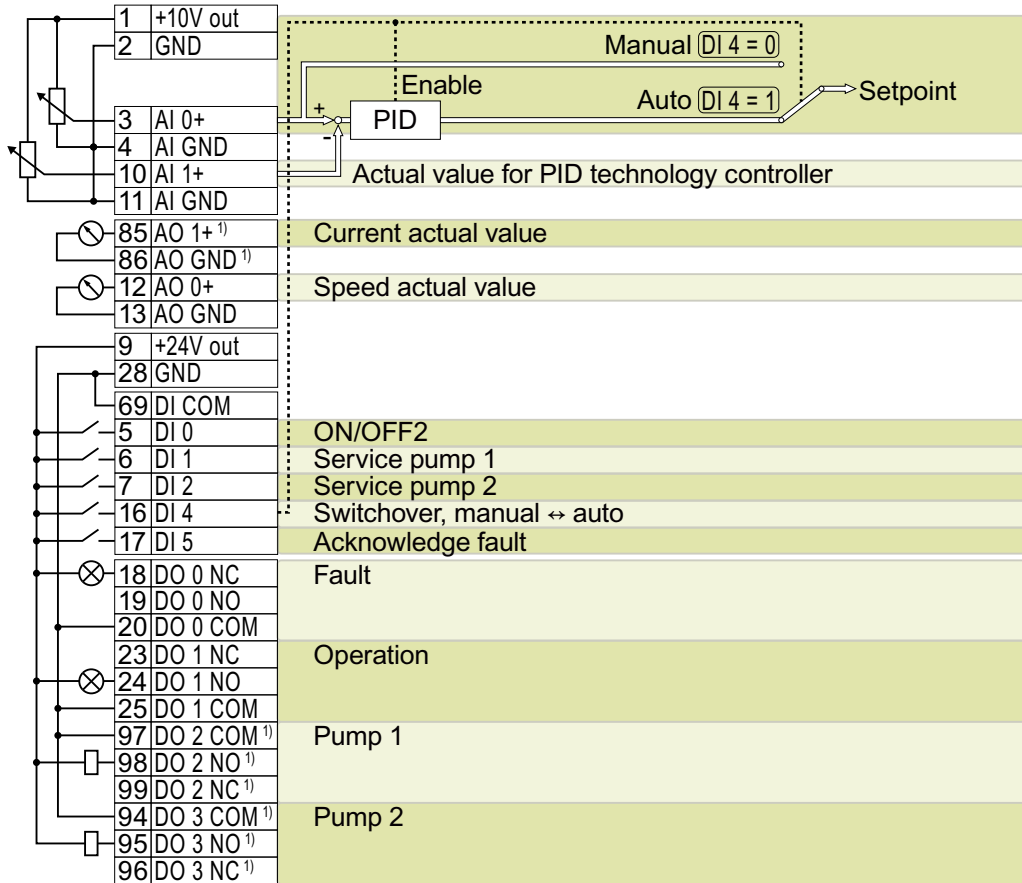 1 +10V out
2 GND
Manual DI 4 = 0
Enable
Auto DI 4 = 1
Setpoint
3 AI 0+
+
PID
-
4 AI GND
10 AI 1+ Actual value for PID technology controller
11 AI GND
85 AO 1+ 1) Current actual value
86 AO GND 1)
12 AO 0+ Speed actual value
13 AO GND
9 +24V out
28 GND
69 DI COM
5 DI 0 ON/OFF2
6 DI 1 Service pump 1
7 DI 2 Service pump 2
16 DI 4 Switchover, manual ↔ auto
17 DI 5 Acknowledge fault
18 DO 0 NC Fault
19 DO 0 NO
20 DO 0 COM
23 DO 1 NC Operation
24 DO 1 NO
25 DO 1 COM
97 DO 2 COM 1) Pump 1
98 DO 2 NO 1)
99 DO 2 NC 1)
94 DO 3 COM 1) Pump 2
95 DO 3 NO 1)
96 DO 3 NC 1)